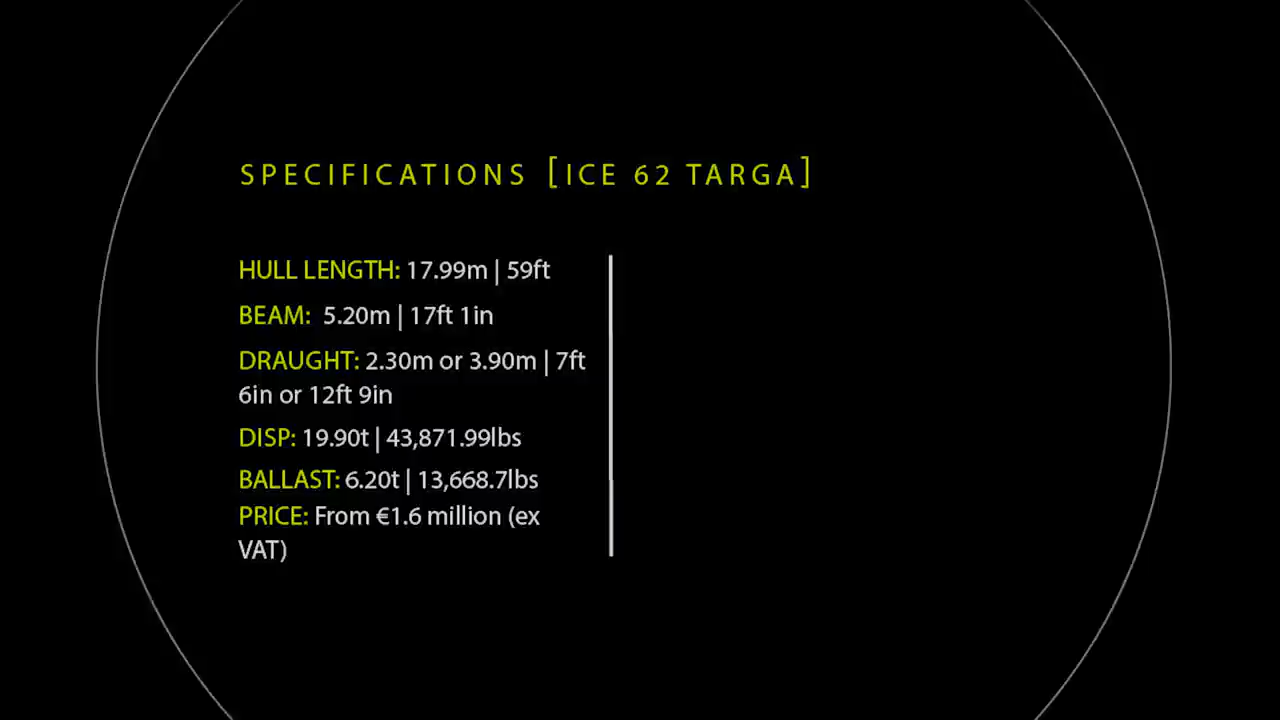 SPECIFICATIONS [ICE 62 TARGA]
HULL LENGTH: 17.99m | 59ft
BEAM: 5.20m | 17ft 1in
DRAUGHT: 2.30m or 3.90m | 7ft
6in or 12ft 9in
DISP: 19.90t | 43,871.99lbs
BALLAST: 6.20t | 13,668.7lbs
PRICE: From €1.6 million (ex
VAT)